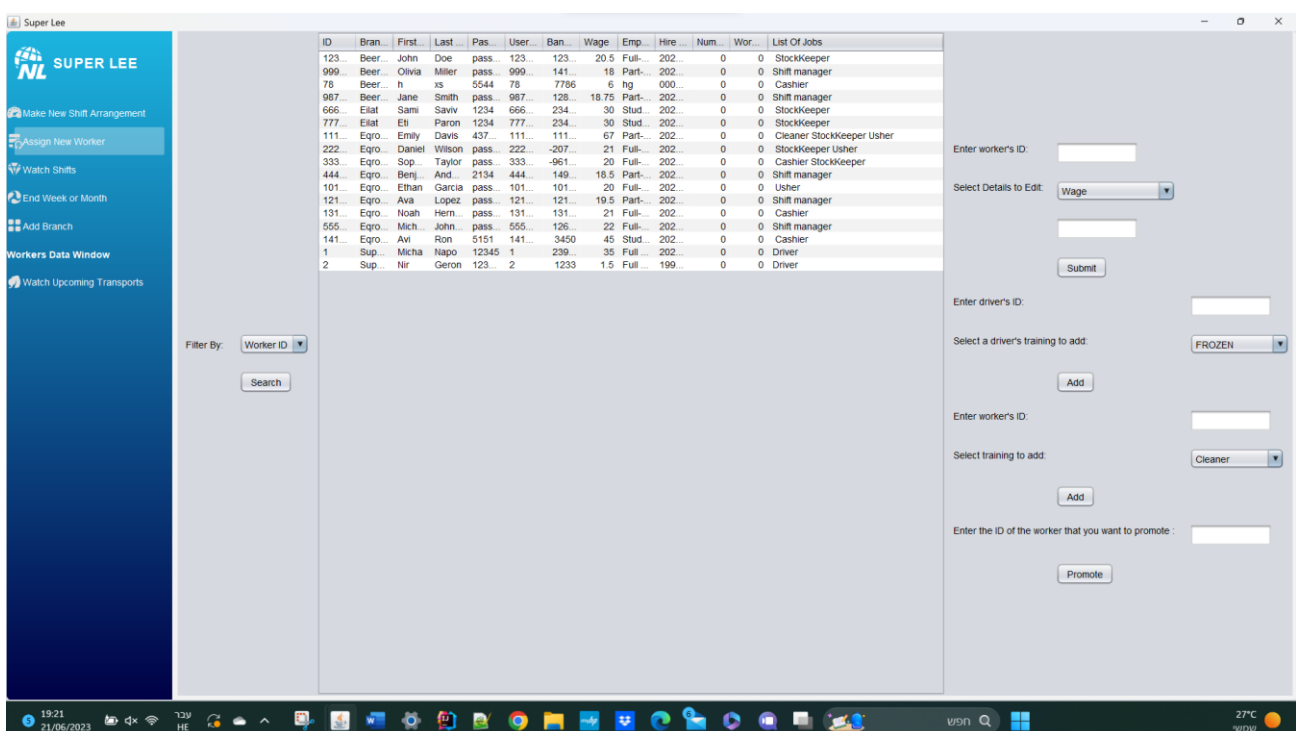 Super Lee
NL SUPER LEE
Make New Shift Arrangement
Assign New Worker
Watch Shifts
End Week or Month
Add Branch
Workers Data Window
Watch Upcoming Transports
Filter By: Worker ID
Search
ID Bran... First... Last ... Pas... User... Ban... Wage Emp... Hire ... Num... Wor... List Of Jobs
123... Beer... John Doe pass... 123... 123... 20.5 Full-... 202... 0 0 StockKeeper
999... Beer... Olivia Miller pass... 999... 141... 18 Part-... 202... 0 0 Shift manager
78 Beer... h xs 5544 78 7786 6 hg 000... 0 0 Cashier
987... Beer... Jane Smith pass... 987... 128... 18.75 Part-... 202... 0 0 Shift manager
666... Eilat Sami Saviv 1234 666... 234... 30 Stud... 202... 0 0 StockKeeper
777... Eilat Eti Paron 1234 777... 234... 30 Stud... 202... 0 0 StockKeeper
111... Eqro... Emily Davis 437... 111... 111... 67 Part-... 202... 0 0 Cleaner StockKeeper Usher
222... Eqro... Daniel Wilson pass... 222... -207... 21 Full-... 202... 0 0 StockKeeper Usher
333... Eqro... Sop... Taylor pass... 333... -961... 20 Full-... 202... 0 0 Cashier StockKeeper
444... Eqro... Benj... And... 2134 444... 149... 18.5 Part-... 202... 0 0 Shift manager
101... Eqro... Ethan Garcia pass... 101... 101... 20 Full-... 202... 0 0 Usher
121... Eqro... Ava Lopez pass... 121... 121... 19.5 Part-... 202... 0 0 Shift manager
131... Eqro... Noah Hern... pass... 131... 131... 21 Full-... 202... 0 0 Cashier
555... Eqro... Mich... John... pass... 555... 126... 22 Full-... 202... 0 0 Shift manager
141... Eqro... Avi Ron 5151 141... 3450 45 Stud... 202... 0 0 Cashier
1 Sup... Micha Napo 12345 1 239... 35 Full ... 202... 0 0 Driver
2 Sup... Nir Geron 123... 2 1233 1.5 Full ... 199... 0 0 Driver
Enter worker's ID:
Select Details to Edit: Wage
Submit
Enter driver's ID:
Select a driver's training to add: FROZEN
Add
Enter worker's ID:
Select training to add: Cleaner
Add
Enter the ID of the worker that you want to promote :
Promote
5 19:21
21/06/2023
עבר
HE
6
חפש
27°C
שמשי